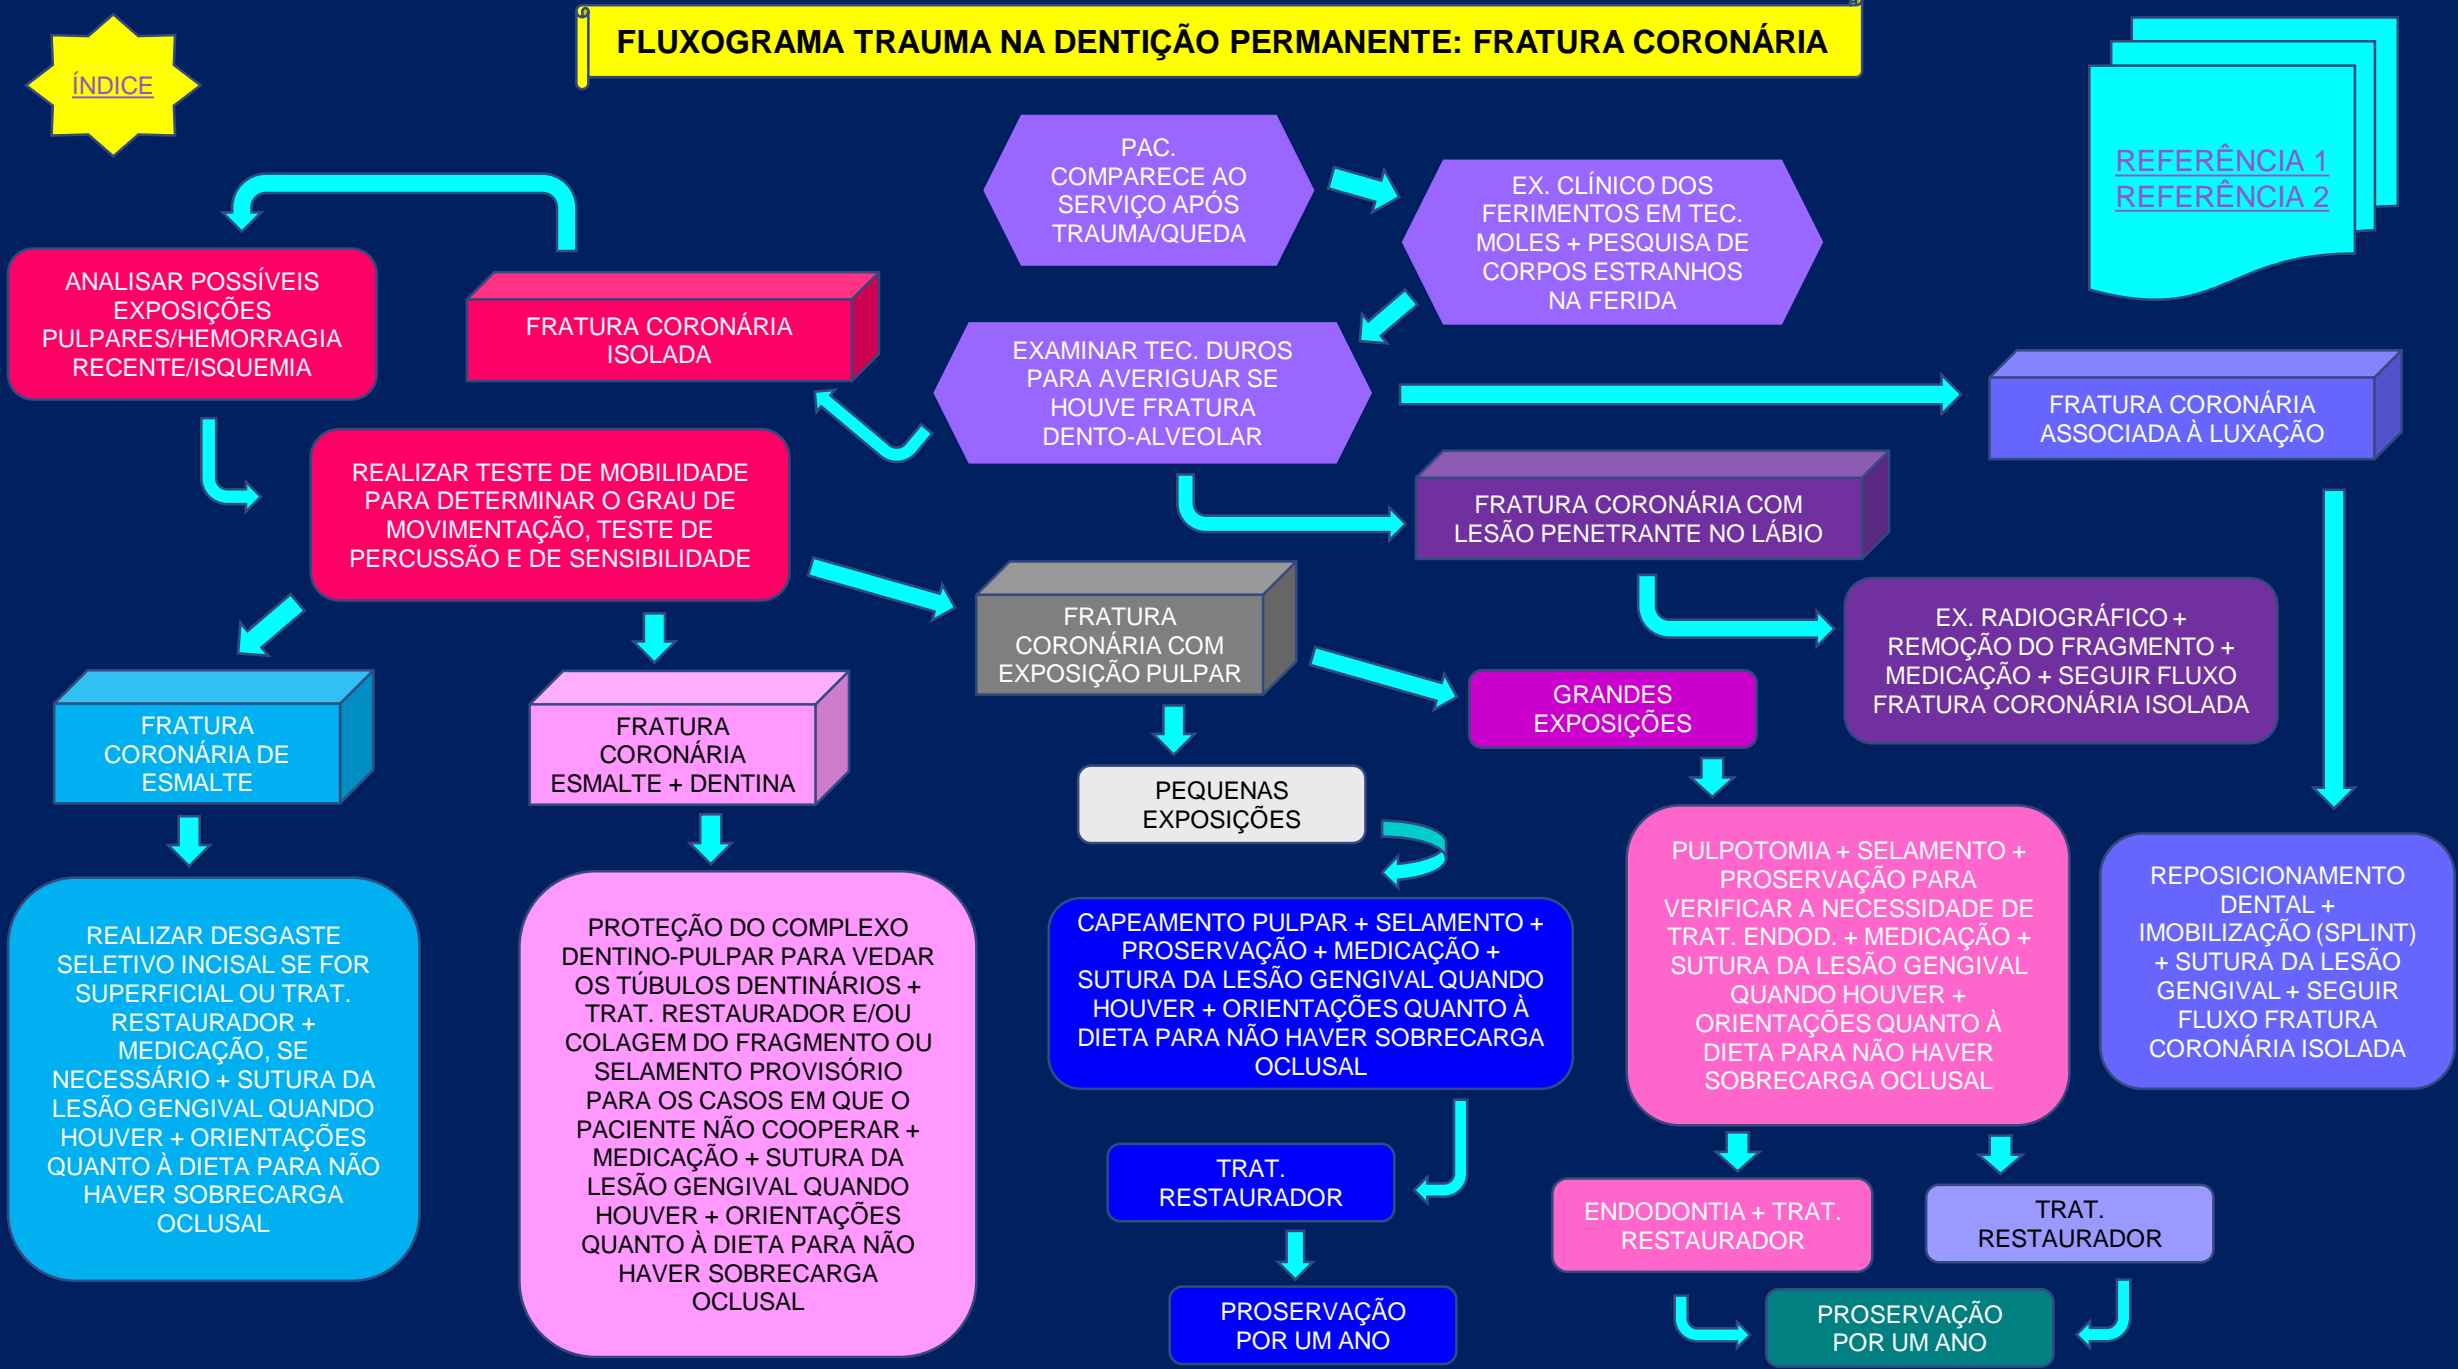 FLUXOGRAMA TRAUMA NA DENTIÇÃO PERMANENTE: FRATURA CORONÁRIA
ÍNDICE
REFERÊNCIA 1
REFERÊNCIA 2
PAC.
COMPARECE AO
SERVIÇO APÓS
TRAUMA/QUEDA
EX. CLÍNICO DOS
FERIMENTOS EM TEC.
MOLES + PESQUISA DE
CORPOS ESTRANHOS
NA FERIDA
EXAMINAR TEC. DUROS
PARA AVERIGUAR SE
HOUVE FRATURA
DENTO-ALVEOLAR
FRATURA CORONÁRIA
ISOLADA
ANALISAR POSSÍVEIS
EXPOSIÇÕES
PULPARES/HEMORRAGIA
RECENTE/ISQUEMIA
REALIZAR TESTE DE MOBILIDADE
PARA DETERMINAR O GRAU DE
MOVIMENTAÇÃO, TESTE DE
PERCUSSÃO E DE SENSIBILIDADE
FRATURA CORONÁRIA
ASSOCIADA À LUXAÇÃO
FRATURA CORONÁRIA COM
LESÃO PENETRANTE NO LÁBIO
EX. RADIOGRÁFICO +
REMOÇÃO DO FRAGMENTO +
MEDICAÇÃO + SEGUIR FLUXO
FRATURA CORONÁRIA ISOLADA
FRATURA
CORONÁRIA DE
ESMALTE
FRATURA
CORONÁRIA
ESMALTE + DENTINA
FRATURA
CORONÁRIA COM
EXPOSIÇÃO PULPAR
GRANDES
EXPOSIÇÕES
PEQUENAS
EXPOSIÇÕES
REALIZAR DESGASTE
SELETIVO INCISAL SE FOR
SUPERFICIAL OU TRAT.
RESTAURADOR +
MEDICAÇÃO, SE
NECESSÁRIO + SUTURA DA
LESÃO GENGIVAL QUANDO
HOUVER + ORIENTAÇÕES
QUANTO À DIETA PARA NÃO
HAVER SOBRECARGA
OCLUSAL
PROTEÇÃO DO COMPLEXO
DENTINO-PULPAR PARA VEDAR
OS TÚBULOS DENTINÁRIOS +
TRAT. RESTAURADOR E/OU
COLAGEM DO FRAGMENTO OU
SELAMENTO PROVISÓRIO
PARA OS CASOS EM QUE O
PACIENTE NÃO COOPERAR +
MEDICAÇÃO + SUTURA DA
LESÃO GENGIVAL QUANDO
HOUVER + ORIENTAÇÕES
QUANTO À DIETA PARA NÃO
HAVER SOBRECARGA
OCLUSAL
CAPEAMENTO PULPAR + SELAMENTO +
PROSERVAÇÃO + MEDICAÇÃO +
SUTURA DA LESÃO GENGIVAL QUANDO
HOUVER + ORIENTAÇÕES QUANTO À
DIETA PARA NÃO HAVER SOBRECARGA
OCLUSAL
PULPOTOMIA + SELAMENTO +
PROSERVAÇÃO PARA
VERIFICAR A NECESSIDADE DE
TRAT. ENDOD. + MEDICAÇÃO +
SUTURA DA LESÃO GENGIVAL
QUANDO HOUVER +
ORIENTAÇÕES QUANTO À
DIETA PARA NÃO HAVER
SOBRECARGA OCLUSAL
REPOSICIONAMENTO
DENTAL +
IMOBILIZAÇÃO (SPLINT)
+ SUTURA DA LESÃO
GENGIVAL + SEGUIR
FLUXO FRATURA
CORONÁRIA ISOLADA
TRAT.
RESTAURADOR
PROSERVAÇÃO
POR UM ANO
ENDODONTIA + TRAT.
RESTAURADOR
TRAT.
RESTAURADOR
PROSERVAÇÃO
POR UM ANO